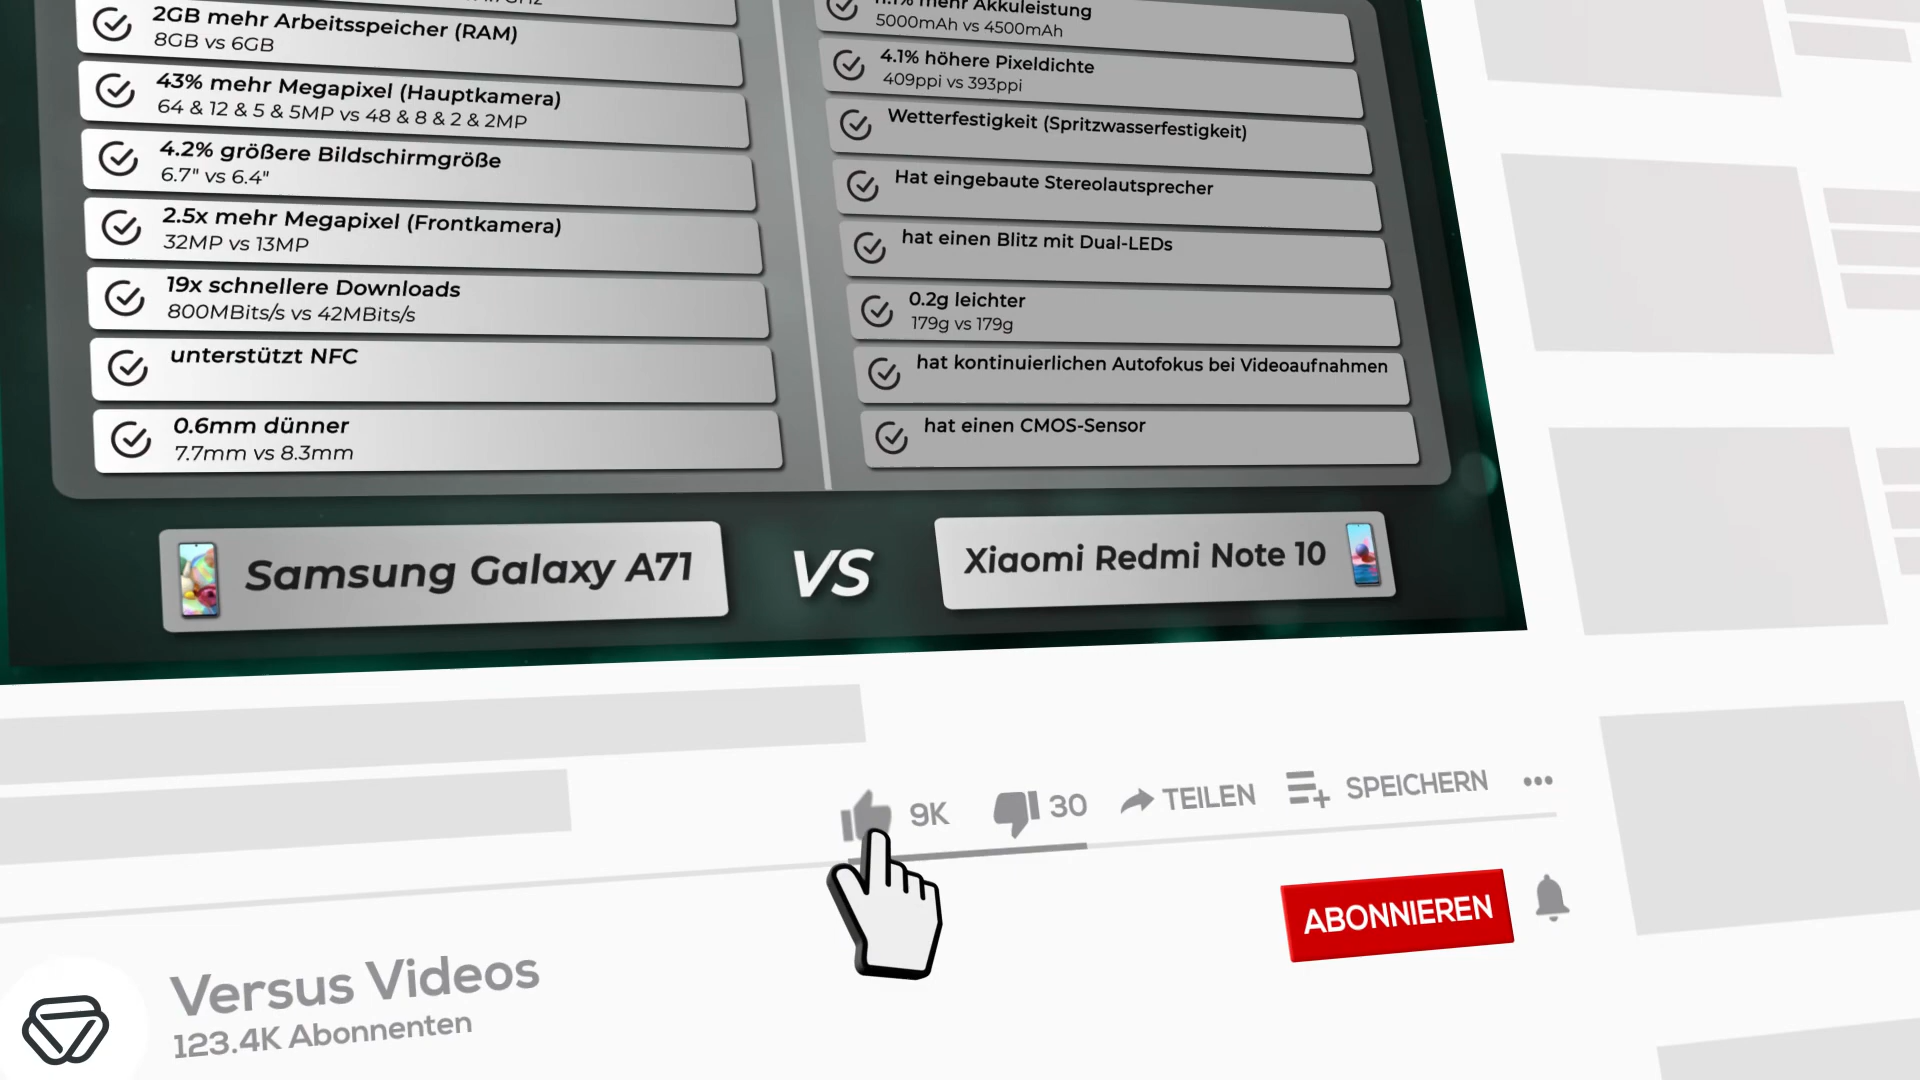 2GB mehr Arbeitsspeicher (RAM)
8GB vs 6GB
43% mehr Megapixel (Hauptkamera)
64 & 12 & 5 & 5MP vs 48 & 8 & 2 & 2MP
4.2% größere Bildschirmgröße
6.7" vs 6.4"
2.5x mehr Megapixel (Frontkamera)
32MP vs 13MP
19x schnellere Downloads
800MBits/s vs 42MBits/s
unterstützt NFC
0.6mm dünner
7.7mm vs 8.3mm
mehr Akkuleistung
5000mAh vs 4500mAh
4.1% höhere Pixeldichte
409ppi vs 393ppi
Wetterfestigkeit (Spritzwasserfestigkeit)
Hat eingebaute Stereolautsprecher
hat einen Blitz mit Dual-LEDs
0.2g leichter
179g vs 179g
hat kontinuierlichen Autofokus bei Videoaufnahmen
hat einen CMOS-Sensor
Samsung Galaxy A71
VS
Xiaomi Redmi Note 10
9K
30
TEILEN
SPEICHERN
ABONNIEREN
Versus Videos
123.4K Abonnenten